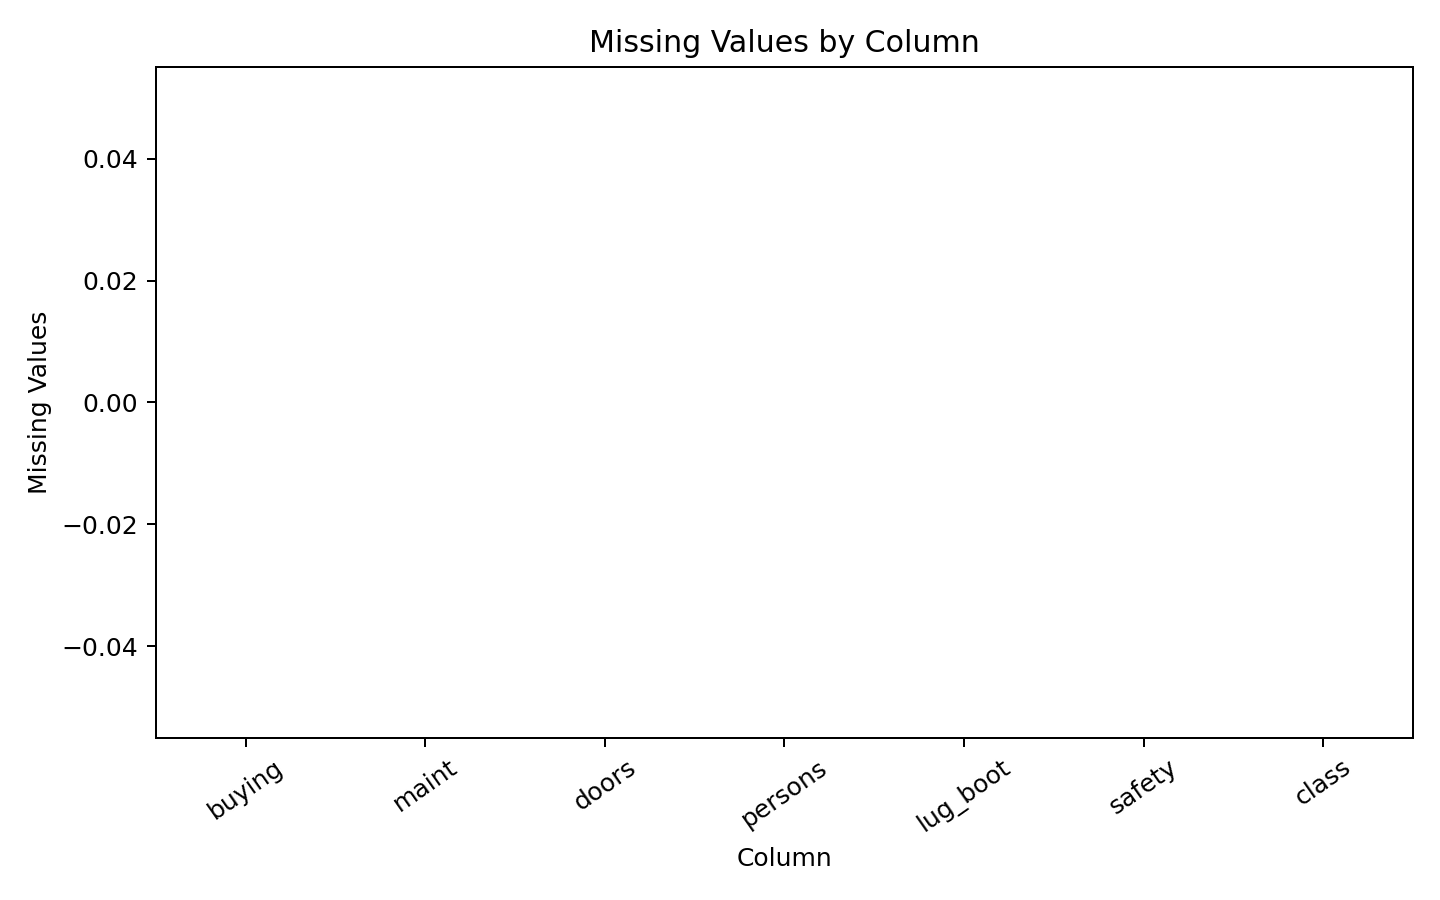 Missing Values by Column
Missing Values
0.04
0.02
0.00
−0.02
−0.04
buying
maint
doors
persons
lug_boot
safety
class
Column